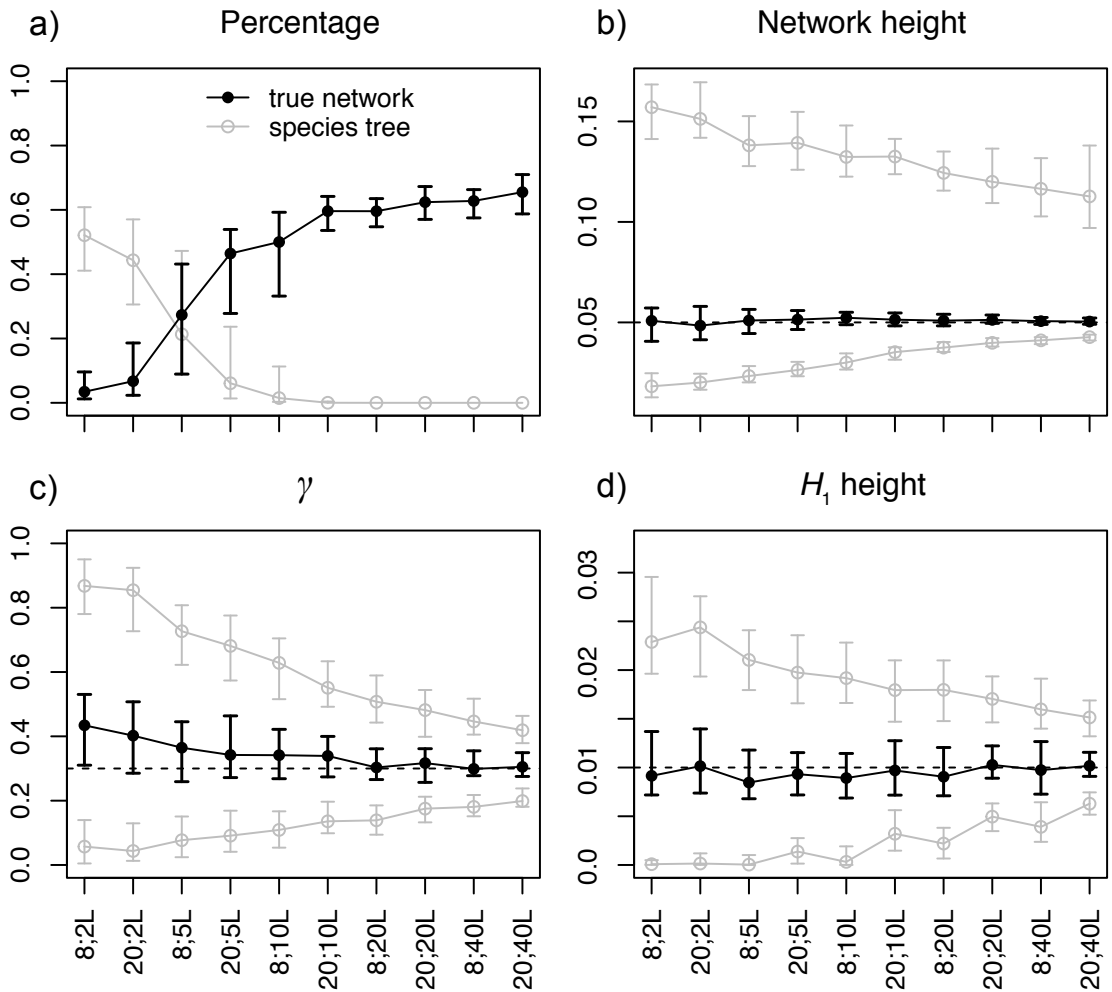 a) Percentage
1.0
0.8
0.6
0.4
0.2
0.0
true network
species tree
b) Network height
0.15
0.10
0.05
c) γ
1.0
0.8
0.6
0.4
0.2
0.0
8;2L
20;2L
8;5L
20;5L
8;10L
20;10L
8;20L
20;20L
8;40L
20;40L
d) H₁ height
0.03
0.02
0.01
0.0
8;2L
20;2L
8;5L
20;5L
8;10L
20;10L
8;20L
20;20L
8;40L
20;40L